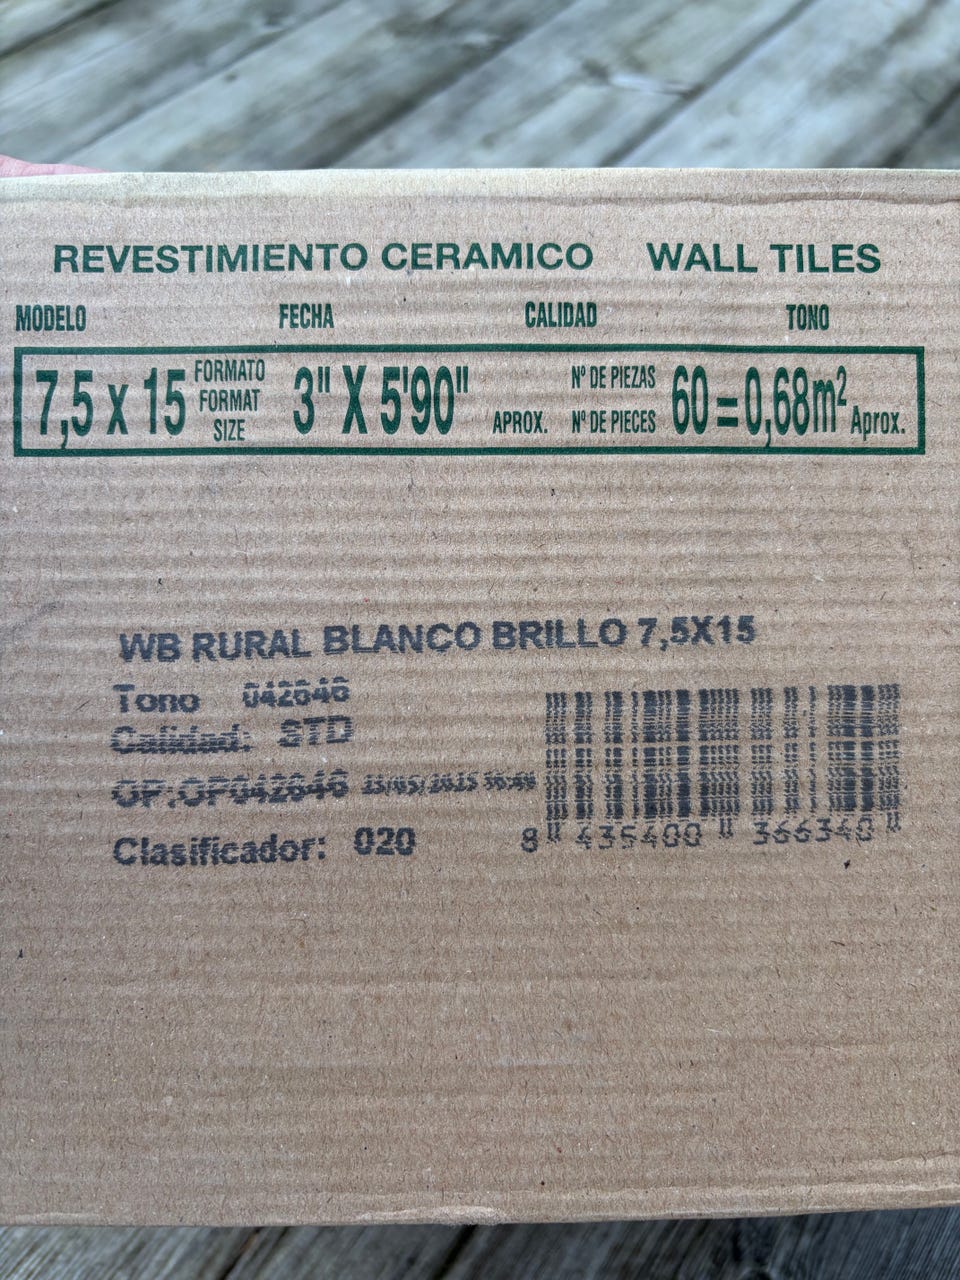 REVESTIMIENTO CERAMICO WALL TILES
MODELO FECHA CALIDAD TONO
7,5 x 15 FORMATO FORMAT SIZE 3" X 5'90" APROX. Nº DE PIEZAS Nº DE PIECES 60 = 0,68m² Aprox.
WB RURAL BLANCO BRILLO 7,5X15
Tono 042646
Calidad: STD
OP:OP042646
Clasificador: 020
8 435400 366340